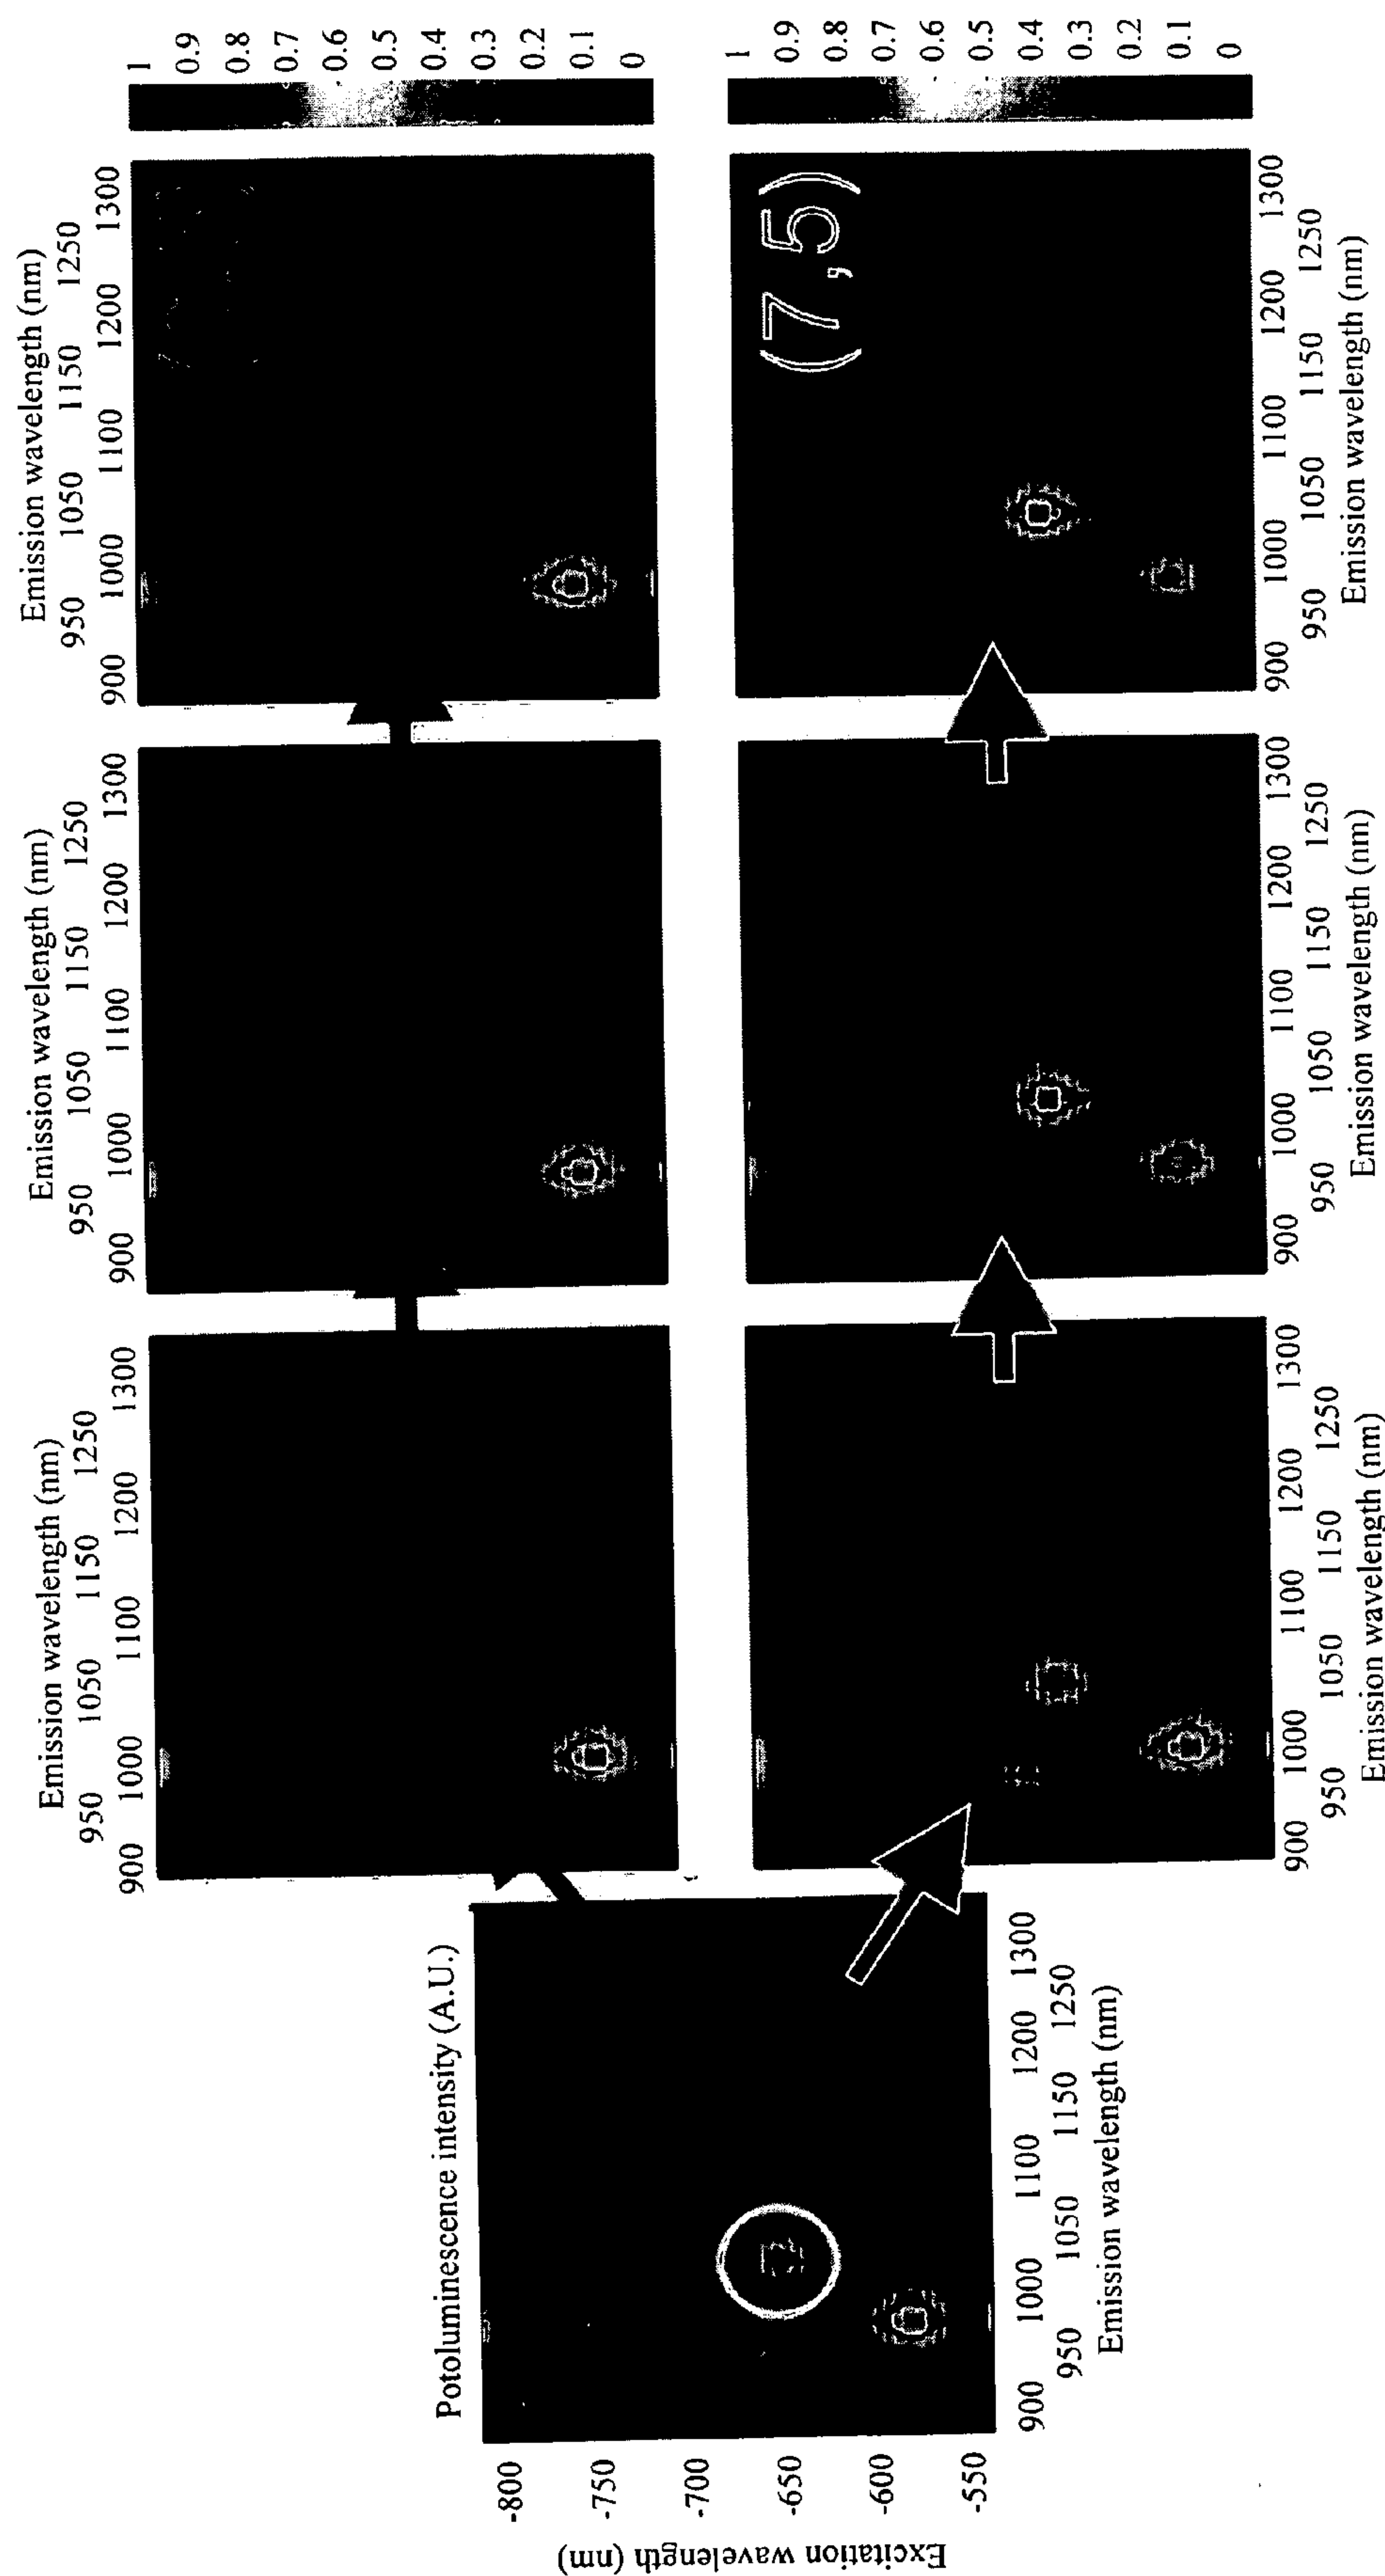 Emission wavelength (nm)
950 1050 1150 1250
900 1000 1100 1200 1300
Emission wavelength (nm)
950 1050 1150 1250
900 1000 1100 1200 1300
Emission wavelength (nm)
950 1050 1150 1250
900 1000 1100 1200 1300
1
0.9
0.8
0.7
0.6
0.5
0.4
0.3
0.2
0.1
0
Potoluminescence intensity (A.U.)
Excitation wavelength (nm)
-800
-750
-700
-650
-600
-550
900 1000 1100 1200 1300
950 1050 1150 1250
Emission wavelength (nm)
900 1000 1100 1200 1300
950 1050 1150 1250
Emission wavelength (nm)
900 1000 1100 1200 1300
950 1050 1150 1250
Emission wavelength (nm)
(7,5)
900 1000 1100 1200 1300
950 1050 1150 1250
Emission wavelength (nm)
1
0.9
0.8
0.7
0.6
0.5
0.4
0.3
0.2
0.1
0